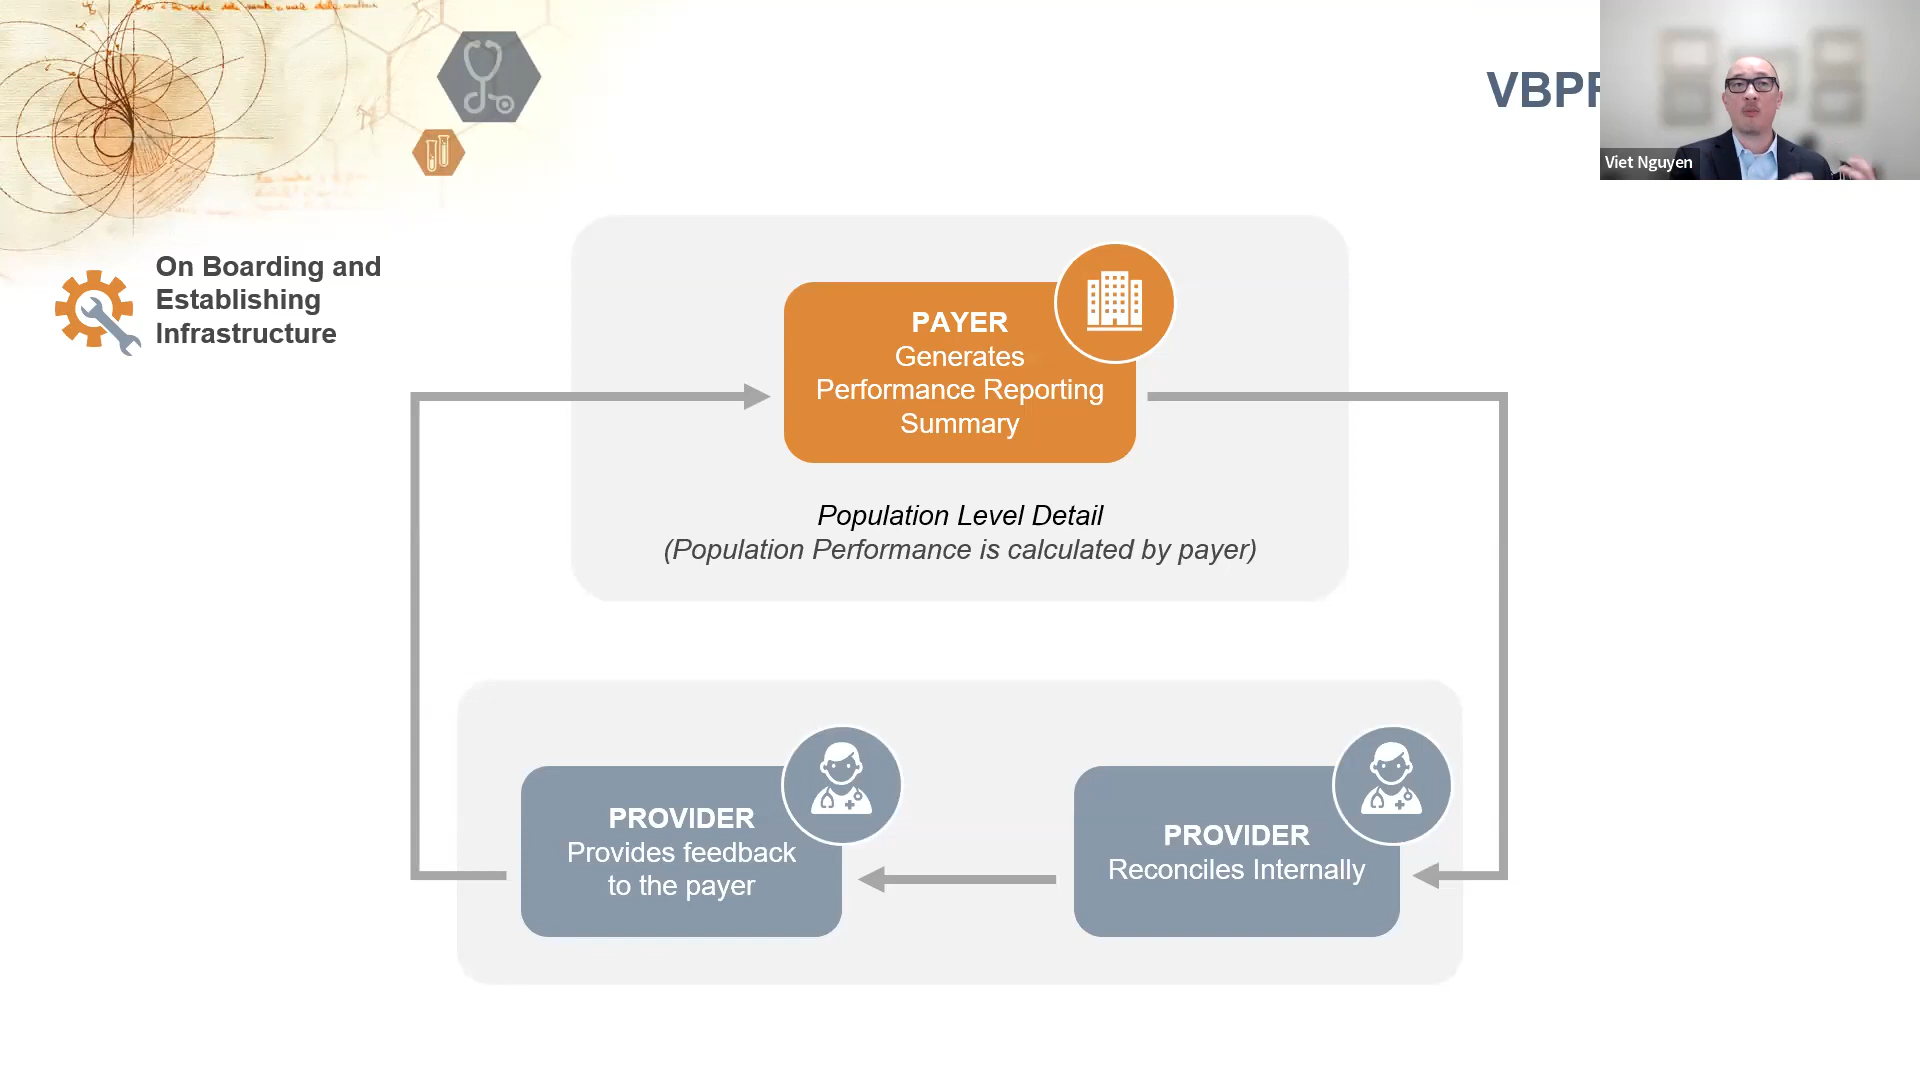 VBPR
Viet Nguyen
On Boarding and
Establishing
Infrastructure
PAYER
Generates
Performance Reporting
Summary
Population Level Detail
(Population Performance is calculated by payer)
PROVIDER
Provides feedback
to the payer
PROVIDER
Reconciles Internally